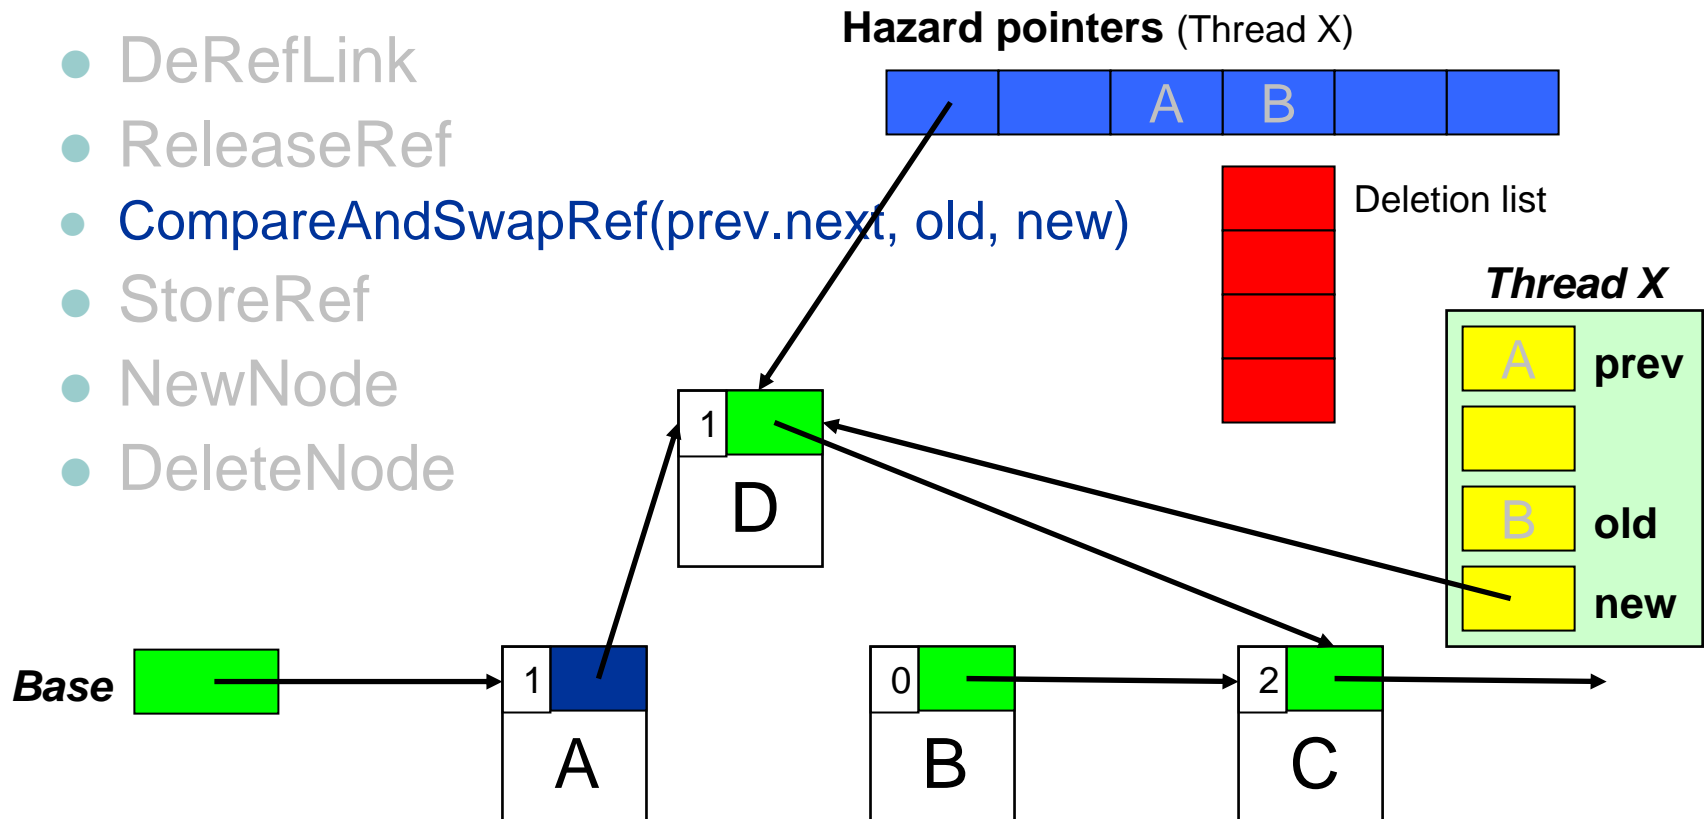 Hazard pointers (Thread X)
A B
Deletion list
● DeRefLink
● ReleaseRef
● CompareAndSwapRef(prev.next, old, new)
● StoreRef
● NewNode
● DeleteNode
Thread X
A prev
B old
new
1
D
Base
1
A
0
B
2
C